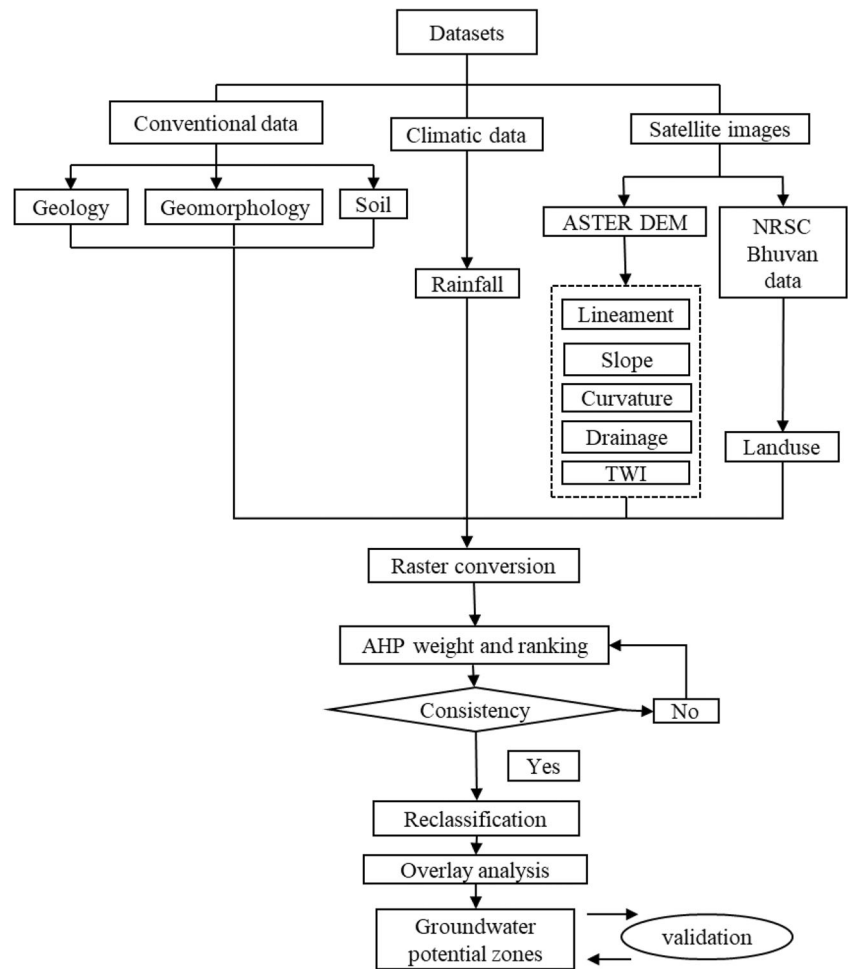 Datasets
Conventional data
Climatic data
Satellite images
Geology
Geomorphology
Soil
ASTER DEM
NRSC
Bhuvan
data
Rainfall
Lineament
Slope
Curvature
Drainage
TWI
Landuse
Raster conversion
AHP weight and ranking
Consistency
No
Yes
Reclassification
Overlay analysis
Groundwater
potential zones
validation